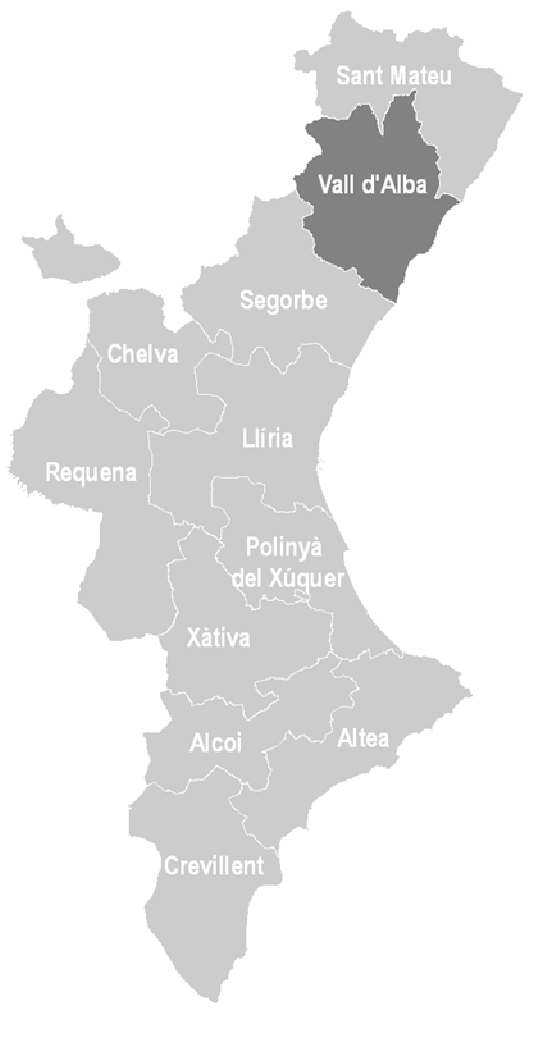 Sant Mateu
Vall d'Alba
Segorbe
Chelva
Llíria
Requena
Polinyà
del Xúquer
Xàtiva
Alcoi
Altea
Crevillent